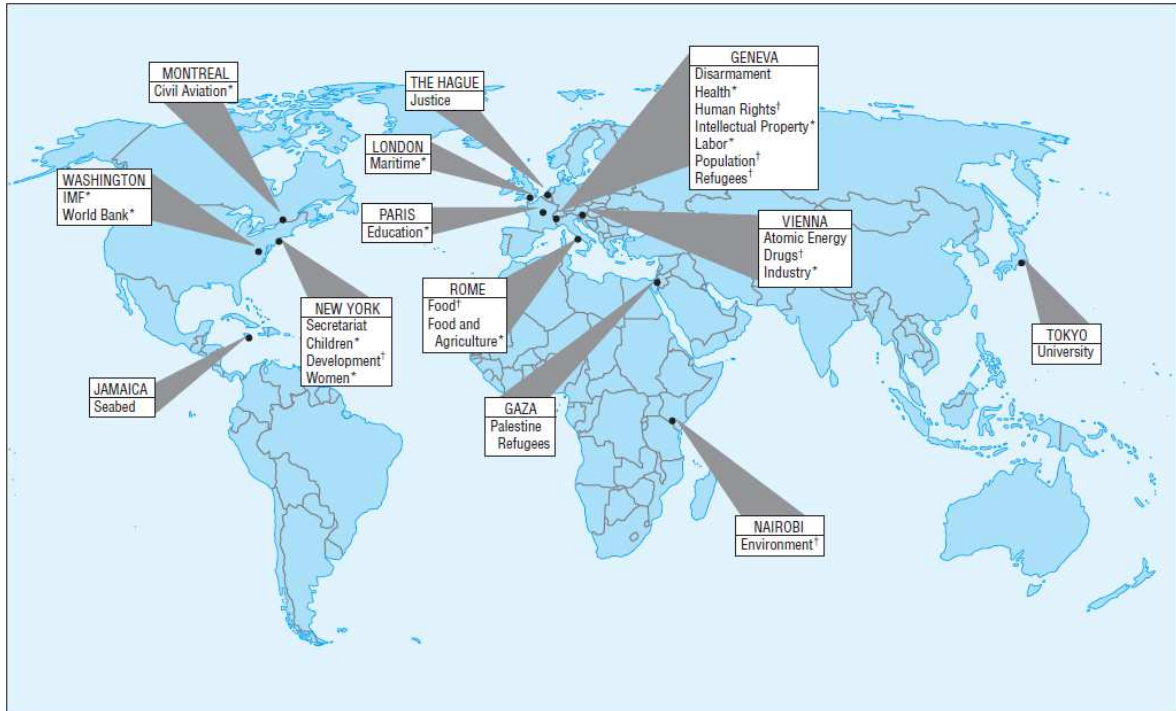 MONTREAL
Civil Aviation*
THE HAGUE
Justice
GENEVA
Disarmament
Health*
Human Rights†
Intellectual Property*
Labor*
Population†
Refugees†
LONDON
Maritime*
WASHINGTON
IMF*
World Bank*
PARIS
Education*
VIENNA
Atomic Energy
Drugs†
Industry*
ROME
Food†
Food and
Agriculture*
NEW YORK
Secretariat
Children*
Development†
Women*
TOKYO
University
JAMAICA
Seabed
GAZA
Palestine
Refugees
NAIROBI
Environment†